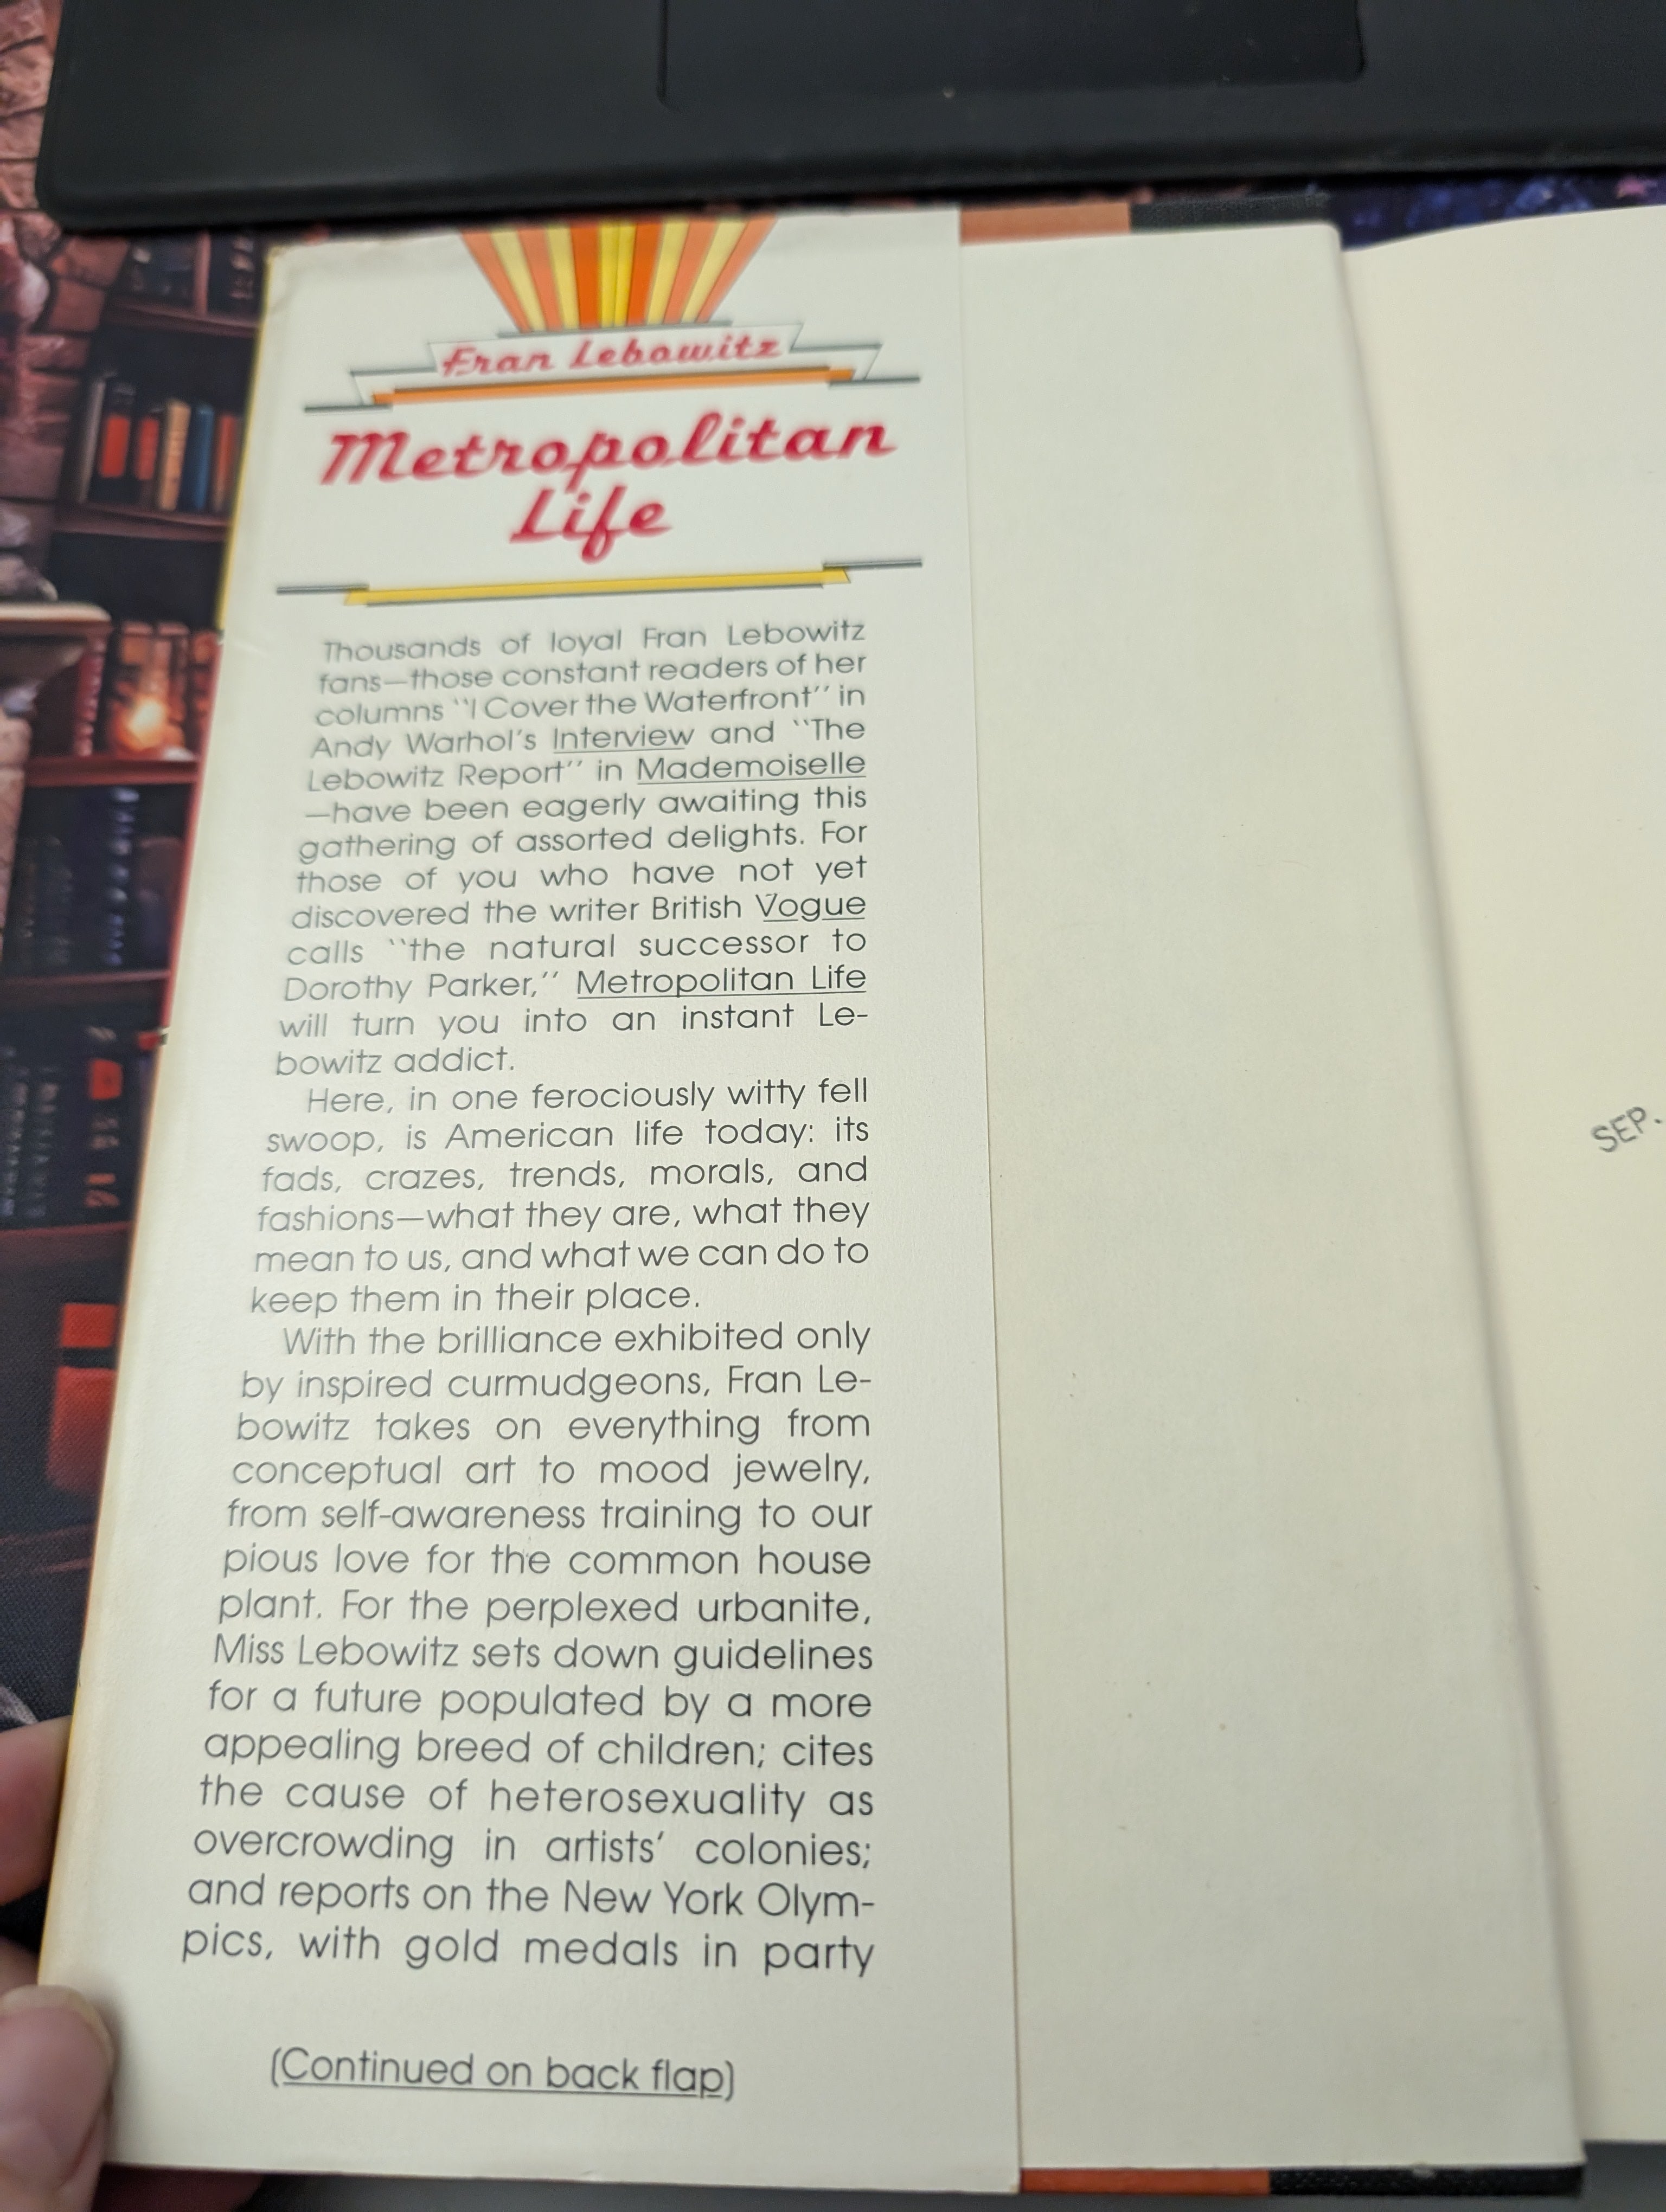 Fran Lebowitz
Metropolitan
Life
Thousands of loyal Fran Lebowitz
fans—those constant readers of her
columns ‘‘I Cover the Waterfront’’ in
Andy Warhol’s Interview and ‘‘The
Lebowitz Report’’ in Mademoiselle
—have been eagerly awaiting this
gathering of assorted delights. For
those of you who have not yet
discovered the writer British Vogue
calls ‘‘the natural successor to
Dorothy Parker,’’ Metropolitan Life
will turn you into an instant Le-
bowitz addict.
Here, in one ferociously witty fell
swoop, is American life today: its
fads, crazes, trends, morals, and
fashions—what they are, what they
mean to us, and what we can do to
keep them in their place.
With the brilliance exhibited only
by inspired curmudgeons, Fran Le-
bowitz takes on everything from
conceptual art to mood jewelry,
from self-awareness training to our
pious love for the common house
plant. For the perplexed urbanite,
Miss Lebowitz sets down guidelines
for a future populated by a more
appealing breed of children; cites
the cause of heterosexuality as
overcrowding in artists’ colonies;
and reports on the New York Olym-
pics, with gold medals in party
(Continued on back flap)
SEP.